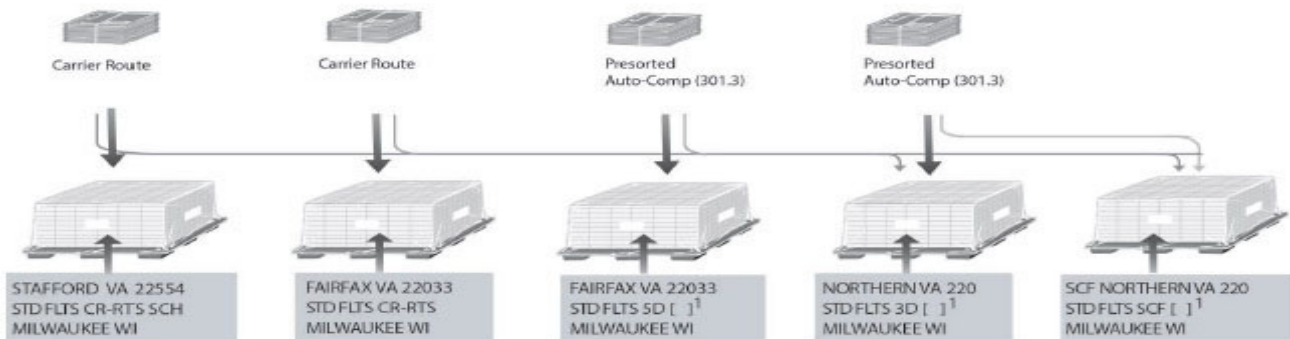 Carrier Route
Carrier Route
Presorted
Auto-Comp (301.3)
Presorted
Auto-Comp (301.3)
STAFFORD VA 22554
STD FLTS CR-RTS SCH
MILWAUKEE WI
FAIRFAX VA 22033
STD FLTS CR-RTS
MILWAUKEE WI
FAIRFAX VA 22033
STD FLTS 5D [ ]¹
MILWAUKEE WI
NORTHERN VA 220
STD FLTS 3D [ ]¹
MILWAUKEE WI
SCF NORTHERN VA 220
STD FLTS SCF [ ]¹
MILWAUKEE WI